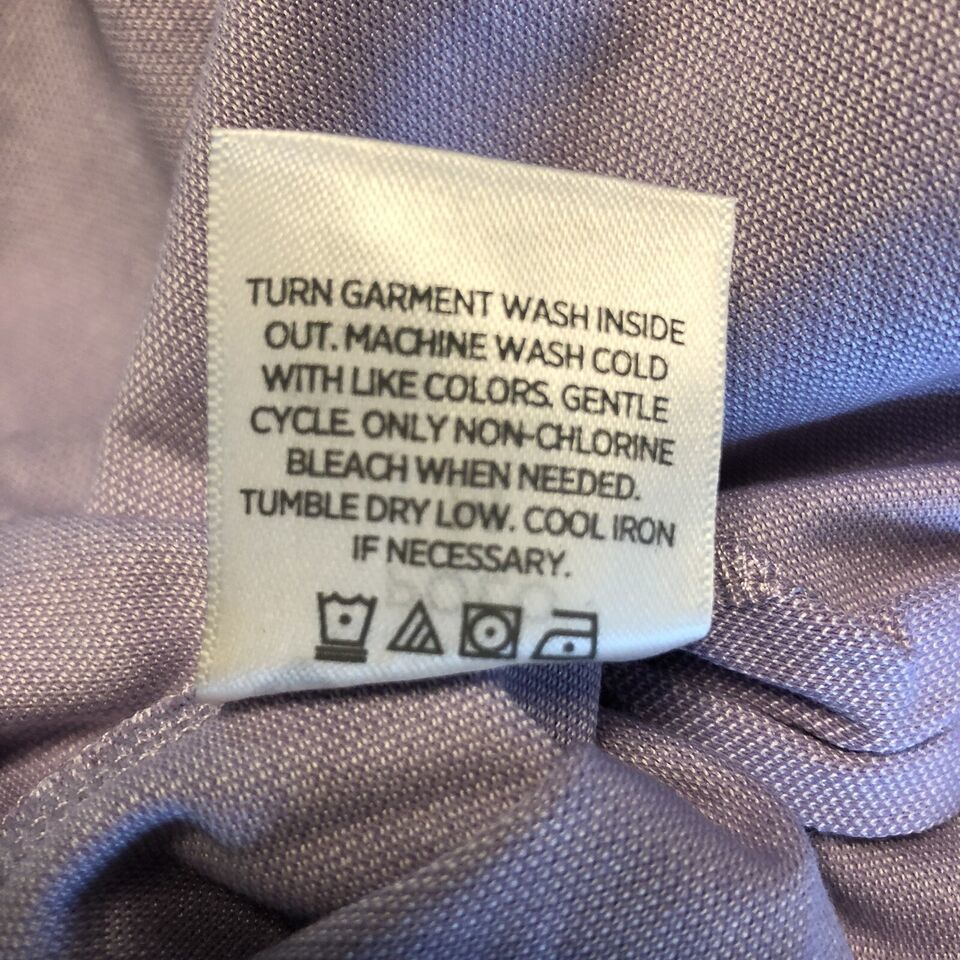 TURN GARMENT WASH INSIDE
OUT. MACHINE WASH COLD
WITH LIKE COLORS. GENTLE
CYCLE. ONLY NON-CHLORINE
BLEACH WHEN NEEDED.
TUMBLE DRY LOW. COOL IRON
IF NECESSARY.